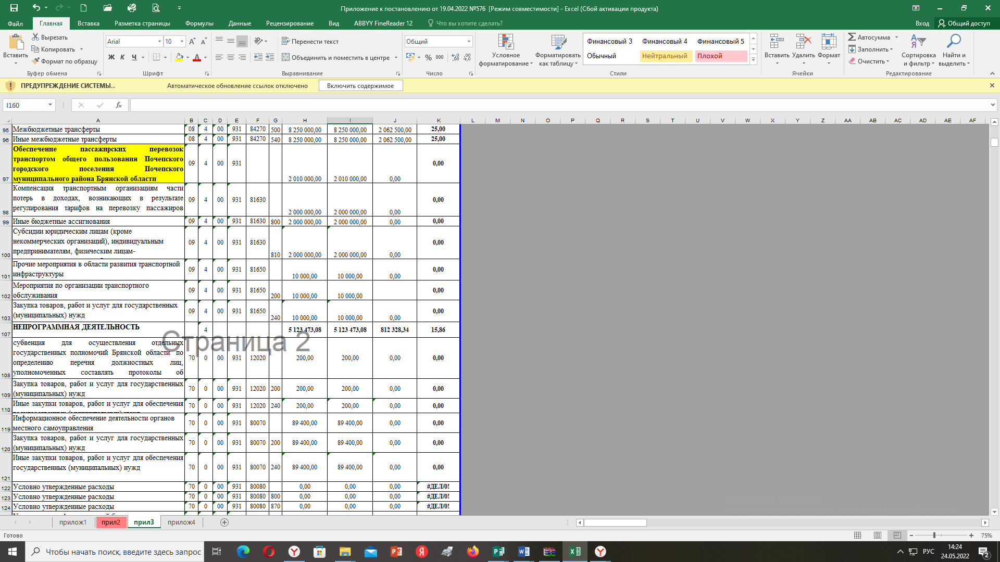 Приложение к постановлению от 19.04.2022 №576 [Режим совместимости] - Excel (Сбой активации продукта)
Файл Главная Вставка Разметка страницы Формулы Данные Рецензирование Вид ABBYY FineReader 12 Что вы хотите сделать? Вход Общий доступ
Вставить
Вырезать
Копировать
Формат по образцу
Буфер обмена
Arial 10
Ж К Ч
Шрифт
Перенести текст
Объединить и поместить в центре
Выравнивание
Общий
% 000
Число
Условное форматирование
Форматировать как таблицу
Финансовый 3 Финансовый 4 Финансовый 5
Обычный Нейтральный Плохой
Стили
Вставить Удалить Формат
Ячейки
Автосумма
Заполнить
Очистить
Сортировка и фильтр
Найти и выделить
Редактирование
ПРЕДУПРЕЖДЕНИЕ СИСТЕМЫ... Автоматическое обновление ссылок отключено Включить содержимое
I160 fx
A B C D E F G H I J K L M N O P Q R S T U V W X Y Z AA AB AC AD AE AF
95 Межбюджетные трансферты 08 4 00 931 84270 500 8 250 000,00 8 250 000,00 2 062 500,00 25,00
96 Иные межбюджетные трансферты 08 4 00 931 84270 540 8 250 000,00 8 250 000,00 2 062 500,00 25,00
Обеспечение пассажирских перевозок
транспортом общего пользования Почепского
городского поселения Почепского
муниципального района Брянской области
97 09 4 00 931 2 010 000,00 2 010 000,00 0,00 0,00
Компенсация транспортным организациям части
потерь в доходах, возникающих в результате
регулирования тарифов на перевозку пассажиров
98 09 4 00 931 81630 2 000 000,00 2 000 000,00 0,00 0,00
99 Иные бюджетные ассигнования 09 4 00 931 81630 800 2 000 000,00 2 000 000,00 0,00 0,00
Субсидии юридическим лицам (кроме
некоммерческих организаций), индивидуальным
предпринимателям, физическим лицам-
100 09 4 00 931 81630 810 2 000 000,00 2 000 000,00 0,00 0,00
Прочие мероприятия в области развития транспортной
инфраструктуры
101 09 4 00 931 81650 10 000,00 10 000,00 0,00 0,00
Мероприятия по организации транспортного
обслуживания
102 09 4 00 931 81650 200 10 000,00 10 000,00 0,00
Закупка товаров, работ и услуг для государственных
(муниципальных) нужд
103 09 4 00 931 81650 240 10 000,00 10 000,00 0,00 0,00
107 НЕПРОГРАММНАЯ ДЕЯТЕЛЬНОСТЬ 4 5 123 473,08 5 123 473,08 812 328,34 15,86
Страница 2
субвенция для осуществления отдельных
государственных полномочий Брянской области по
определению перечня должностных лиц,
уполномоченных составлять протоколы об
108 70 0 00 931 12020 200,00 200,00 0,00 0,00
Закупка товаров, работ и услуг для государственных
(муниципальных) нужд
109 70 0 00 931 12020 200 200,00 200,00 0,00 0,00
Иные закупки товаров, работ и услуг для обеспечения
110 70 0 00 931 12020 240 200,00 200,00 0,00 0,00
Информационное обеспечение деятельности органов
местного самоуправления
119 70 0 00 931 80070 89 400,00 89 400,00 0,00 0,00
Закупка товаров, работ и услуг для государственных
(муниципальных) нужд
120 70 0 00 931 80070 200 89 400,00 89 400,00 0,00 0,00
Иные закупки товаров, работ и услуг для обеспечения
государственных (муниципальных) нужд
121 70 0 00 931 80070 240 89 400,00 89 400,00 0,00 0,00
122 Условно утвержденные расходы 70 0 00 931 80080 0,00 0,00 0,00 #ДЕЛ/0!
123 Условно утвержденные расходы 70 0 00 931 80080 800 0,00 0,00 0,00 #ДЕЛ/0!
124 Условно утвержденные расходы 70 0 00 931 80080 870 0,00 0,00 0,00 #ДЕЛ/0!
Активация Windows
прилож1 прил2 прил3 прилож4
Готово 75%
Чтобы начать поиск, введите здесь запрос
РУС 14:24
24.05.2022 2